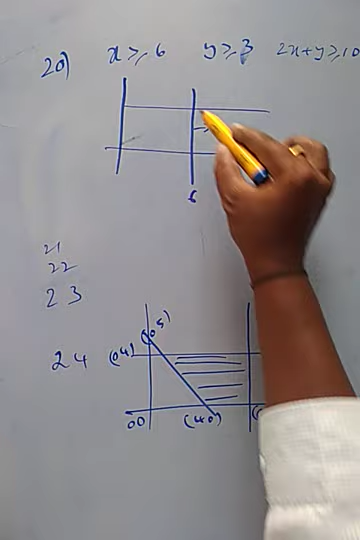 20) x ≥ 6 y ≥ 3 2x+y ≥ 10
6
21
22
23
(0 5)
24 (0 4)
00 (4 0)